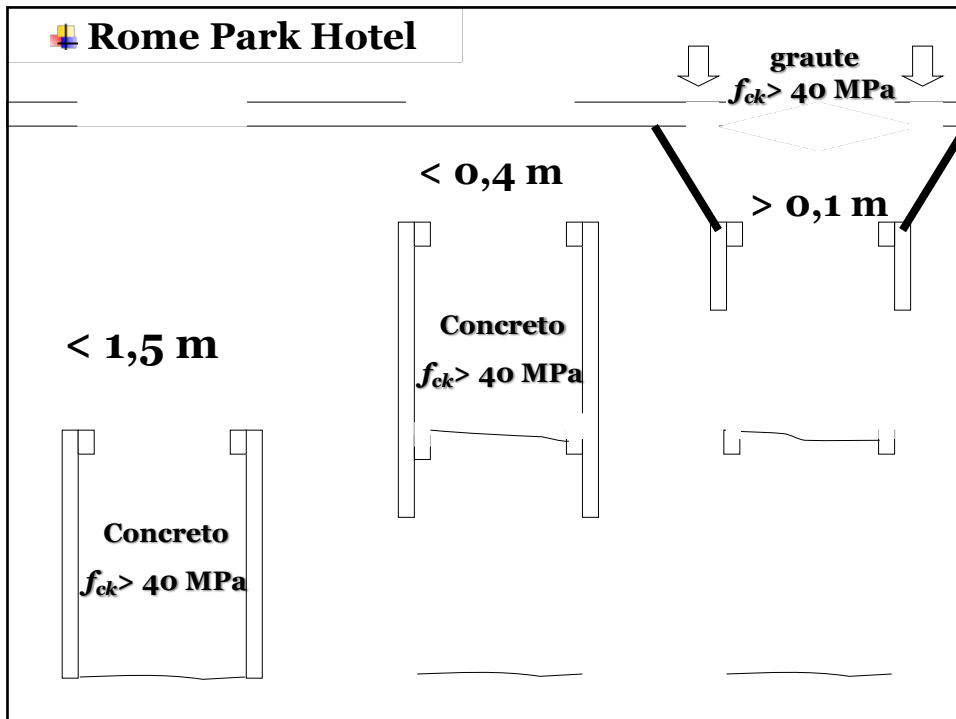 Rome Park Hotel
graute
fck> 40 MPa
< 0,4 m
> 0,1 m
Concreto
fck> 40 MPa
< 1,5 m
Concreto
fck> 40 MPa